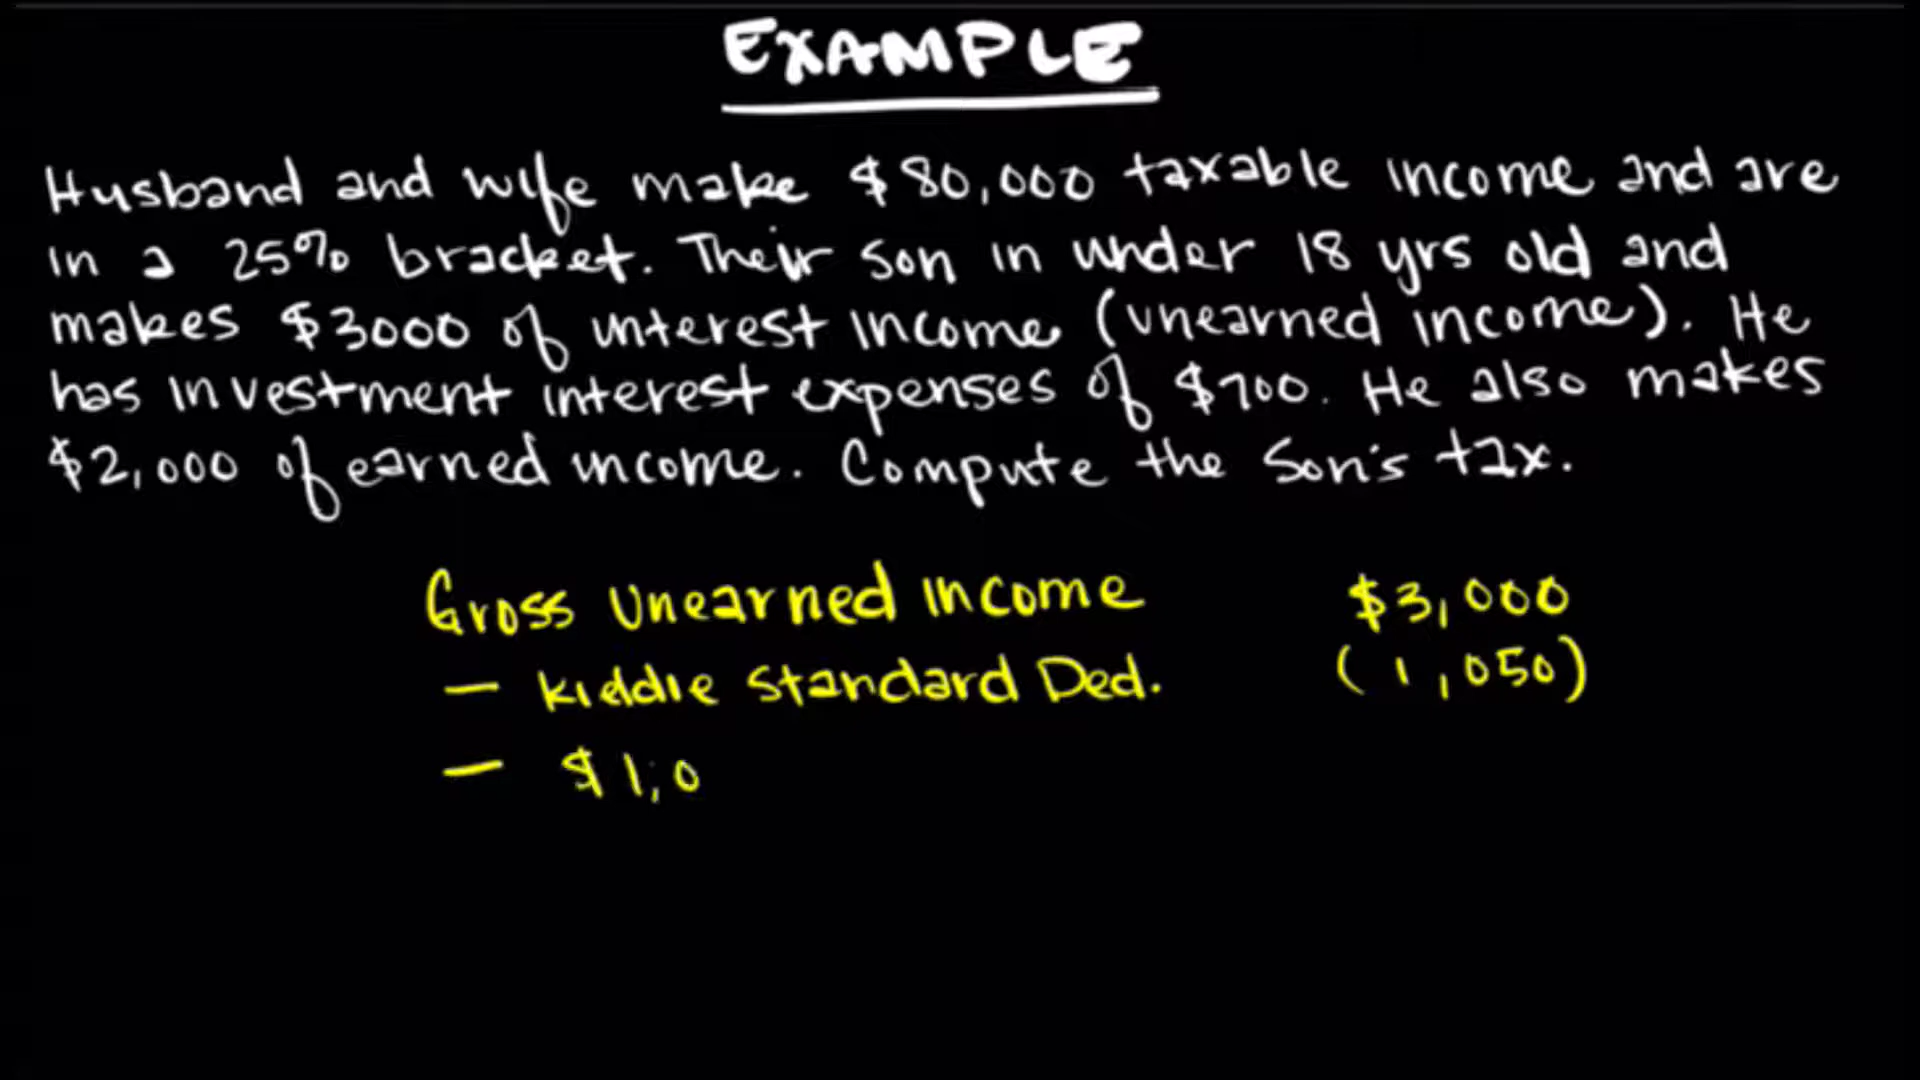 EXAMPLE
Husband and wife make $80,000 taxable income and are
in a 25% bracket. Their son in under 18 yrs old and
makes $3000 of interest income (unearned income). He
has investment interest expenses of $700. He also makes
$2,000 of earned income. Compute the Son's tax.
Gross Unearned Income $3,000
— Kiddie Standard Ded. (1,050)
— $1,0